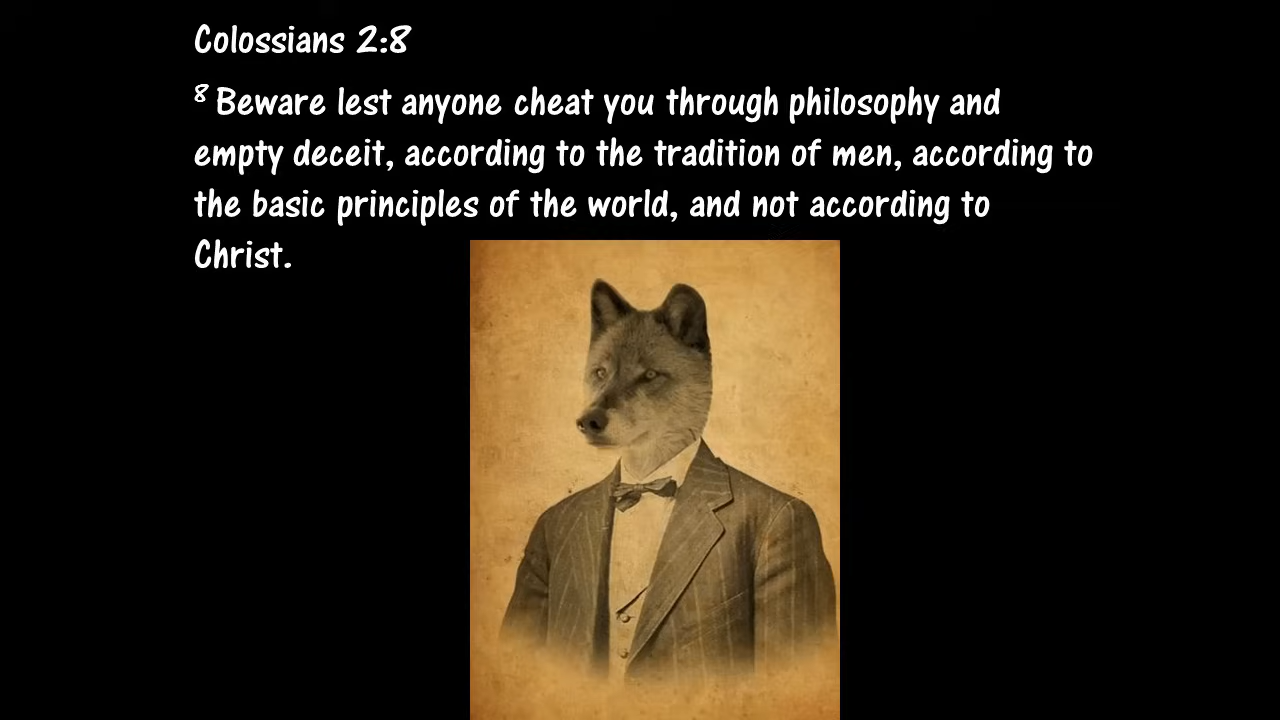 Colossians 2:8
8 Beware lest anyone cheat you through philosophy and
empty deceit, according to the tradition of men, according to
the basic principles of the world, and not according to
Christ.